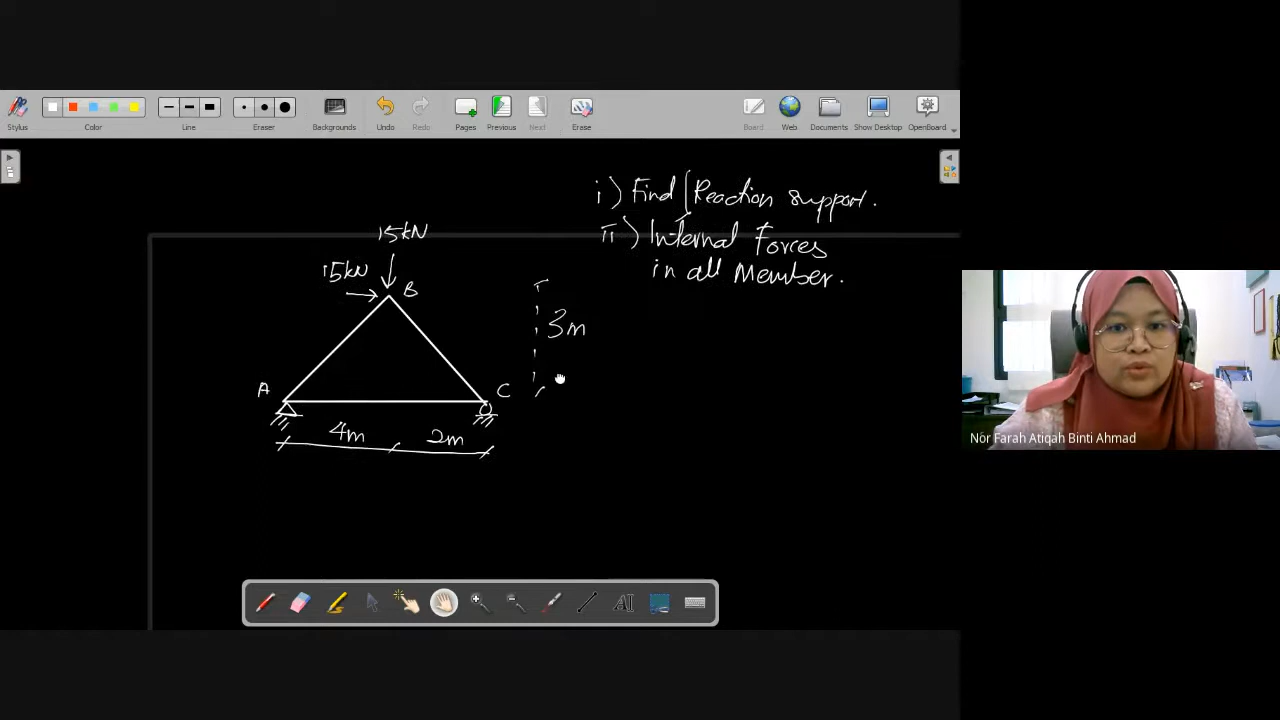 Stylus
Color
Line
Eraser
Backgrounds
Undo
Redo
Pages
Previous
Next
Erase
Board
Web
Documents
Show Desktop
OpenBoard
i) Find Reaction support.
ii) Internal Forces
in all Member.
15kN
15kN
B
3m
A
C
4m
2m
Nor Farah Atiqah Binti Ahmad
AI